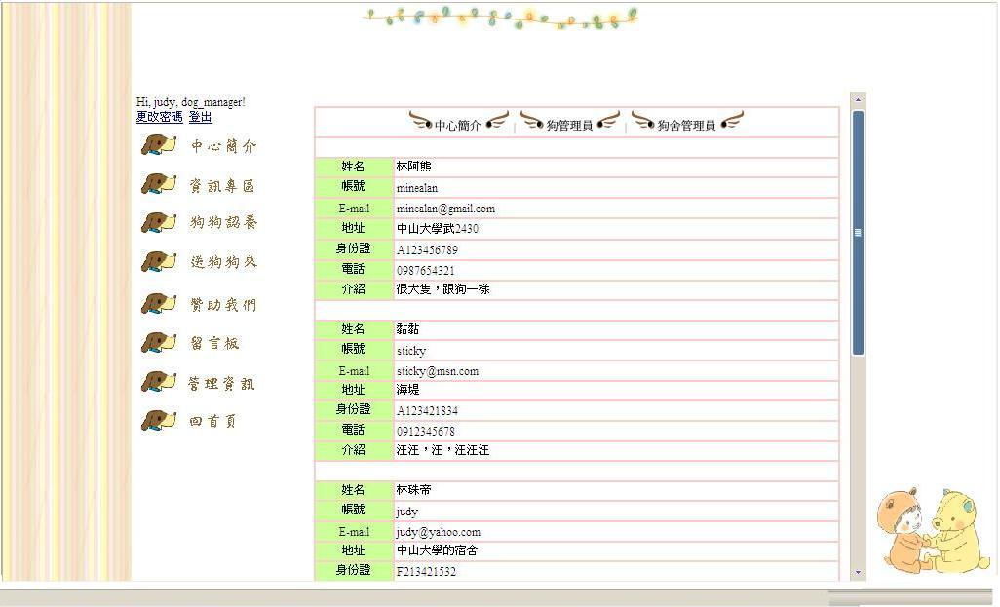 Hi, judy, dog_manager!
更改密碼 登出
中心簡介
資訊專區
狗狗認養
送狗狗來
贊助我們
留言板
管理資訊
回首頁
中心簡介 | 狗管理員 | 狗舍管理員
姓名 林阿熊
帳號 minealan
E-mail minealan@gmail.com
地址 中山大學武2430
身份證 A123456789
電話 0987654321
介紹 很大隻，跟狗一樣
姓名 黏黏
帳號 sticky
E-mail sticky@msn.com
地址 海堤
身份證 A123421834
電話 0912345678
介紹 汪汪，汪，汪汪汪
姓名 林珠帝
帳號 judy
E-mail judy@yahoo.com
地址 中山大學的宿舍
身份證 F213421532